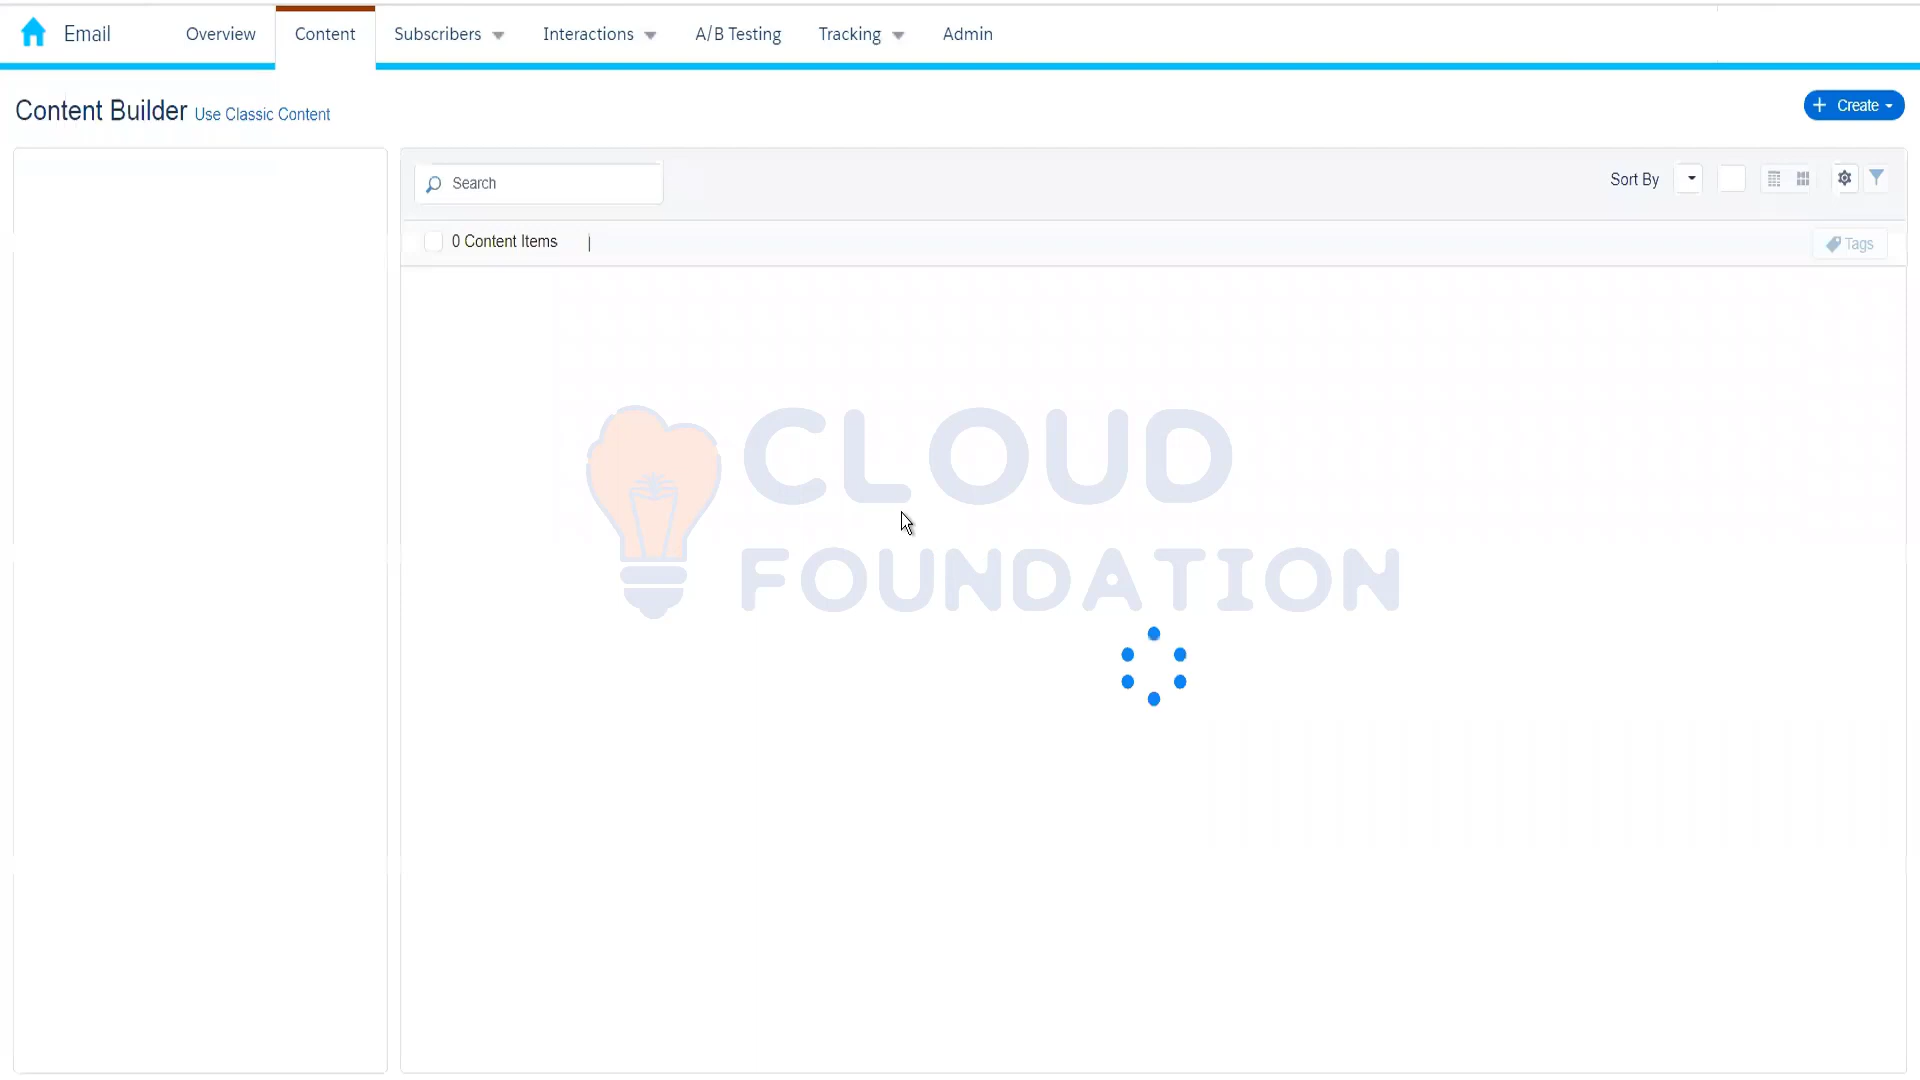 Email
Overview
Content
Subscribers
Interactions
A/B Testing
Tracking
Admin
Content Builder Use Classic Content
+ Create
Search
Sort By
0 Content Items |
Tags
CLOUD
FOUNDATION